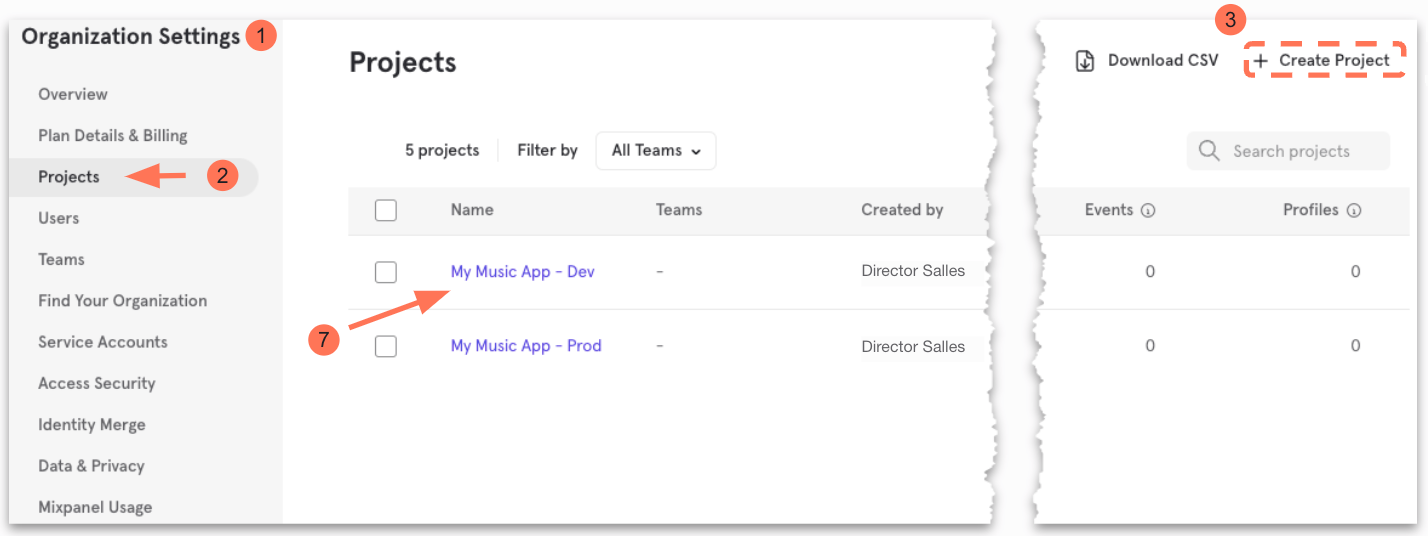 Organization Settings 1
Overview
Plan Details & Billing
Projects 2
Users
Teams
Find Your Organization
Service Accounts
Access Security
Identity Merge
Data & Privacy
Mixpanel Usage
Projects
3
Download CSV + Create Project
5 projects Filter by All Teams
Search projects
Name Teams Created by Events Profiles
My Music App - Dev - Director Salles 0 0
7
My Music App - Prod - Director Salles 0 0